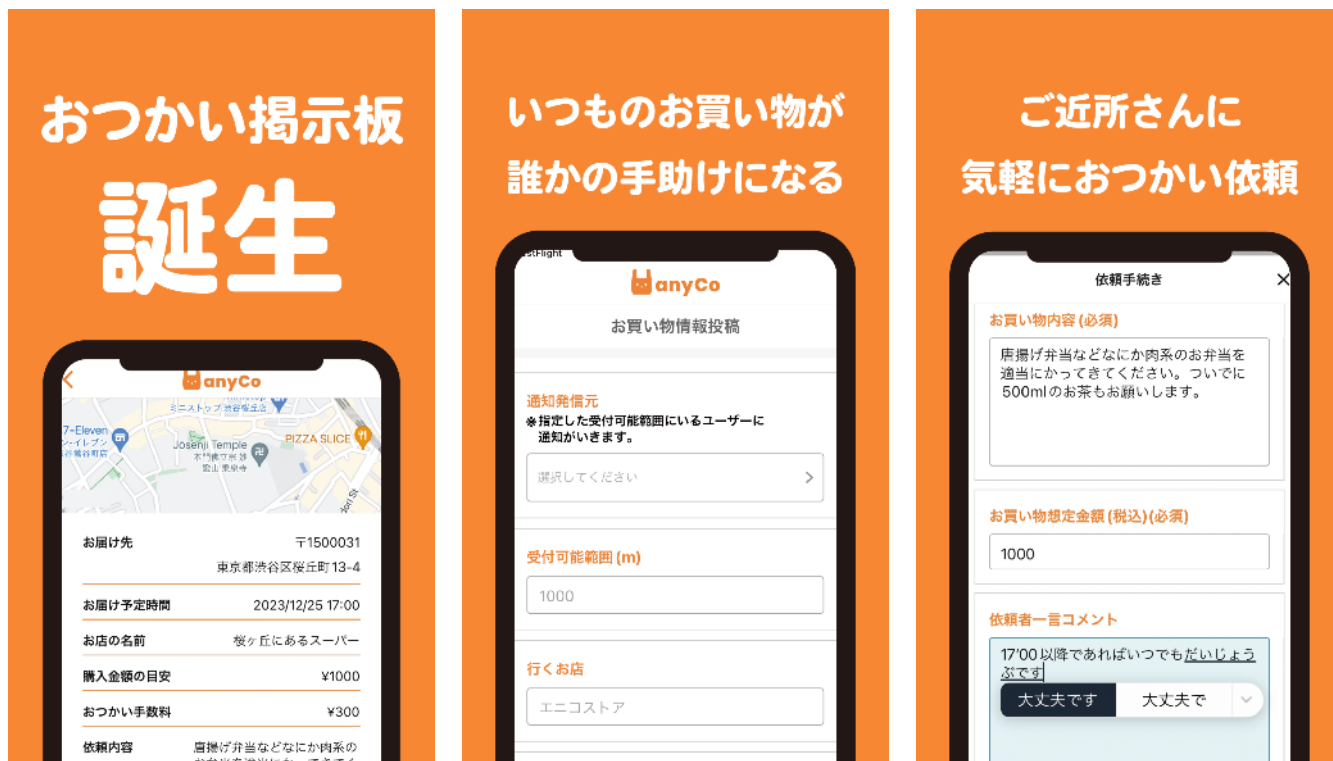 おつかい掲示板
誕生
anyCo
ミニストップ 渋谷桜丘店
7-Eleven
Josenji Temple
PIZZA SLICE
お届け先
〒1500031
東京都渋谷区桜丘町13-4
お届け予定時間
2023/12/25 17:00
お店の名前
桜ヶ丘にあるスーパー
購入金額の目安
¥1000
おつかい手数料
¥300
依頼内容
唐揚げ弁当などなにか肉系の
いつものお買い物が
誰かの手助けになる
stFlight
anyCo
お買い物情報投稿
通知発信元
※指定した受付可能範囲にいるユーザーに
通知がいきます。
選択してください
受付可能範囲 (m)
1000
行くお店
エニコストア
ご近所さんに
気軽におつかい依頼
依頼手続き
お買い物内容 (必須)
唐揚げ弁当などなにか肉系のお弁当を
適当にかってきてください。ついでに
500mlのお茶もお願いします。
お買い物想定金額 (税込)(必須)
1000
依頼者一言コメント
17'00以降であればいつでもだいじょう
ぶです
大丈夫です
大丈夫で